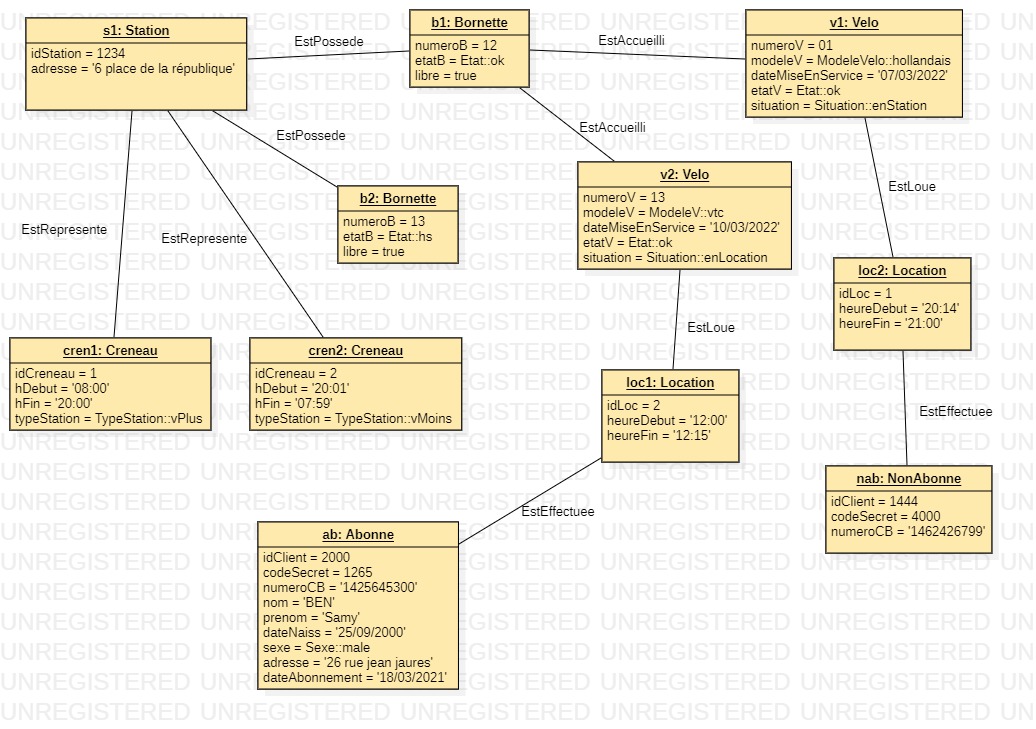 s1: Station
idStation = 1234
adresse = '6 place de la république'
EstPossede
b1: Bornette
numeroB = 12
etatB = Etat::ok
libre = true
EstAccueilli
v1: Velo
numeroV = 01
modeleV = ModeleVelo::hollandais
dateMiseEnService = '07/03/2022'
etatV = Etat::ok
situation = Situation::enStation
EstPossede
EstAccueilli
b2: Bornette
numeroB = 13
etatB = Etat::hs
libre = true
v2: Velo
numeroV = 13
modeleV = ModeleV::vtc
dateMiseEnService = '10/03/2022'
etatV = Etat::ok
situation = Situation::enLocation
EstLoue
EstRepresente
EstRepresente
loc2: Location
idLoc = 1
heureDebut = '20:14'
heureFin = '21:00'
EstLoue
cren1: Creneau
idCreneau = 1
hDebut = '08:00'
hFin = '20:00'
typeStation = TypeStation::vPlus
cren2: Creneau
idCreneau = 2
hDebut = '20:01'
hFin = '07:59'
typeStation = TypeStation::vMoins
loc1: Location
idLoc = 2
heureDebut = '12:00'
heureFin = '12:15'
EstEffectuee
EstEffectuee
nab: NonAbonne
idClient = 1444
codeSecret = 4000
numeroCB = '1462426799'
ab: Abonne
idClient = 2000
codeSecret = 1265
numeroCB = '1425645300'
nom = 'BEN'
prenom = 'Samy'
dateNaiss = '25/09/2000'
sexe = Sexe::male
adresse = '26 rue jean jaures'
dateAbonnement = '18/03/2021'
UNREGISTERED UNREGISTERED UNREGISTERED UNREGISTERED UNREGISTERED UN